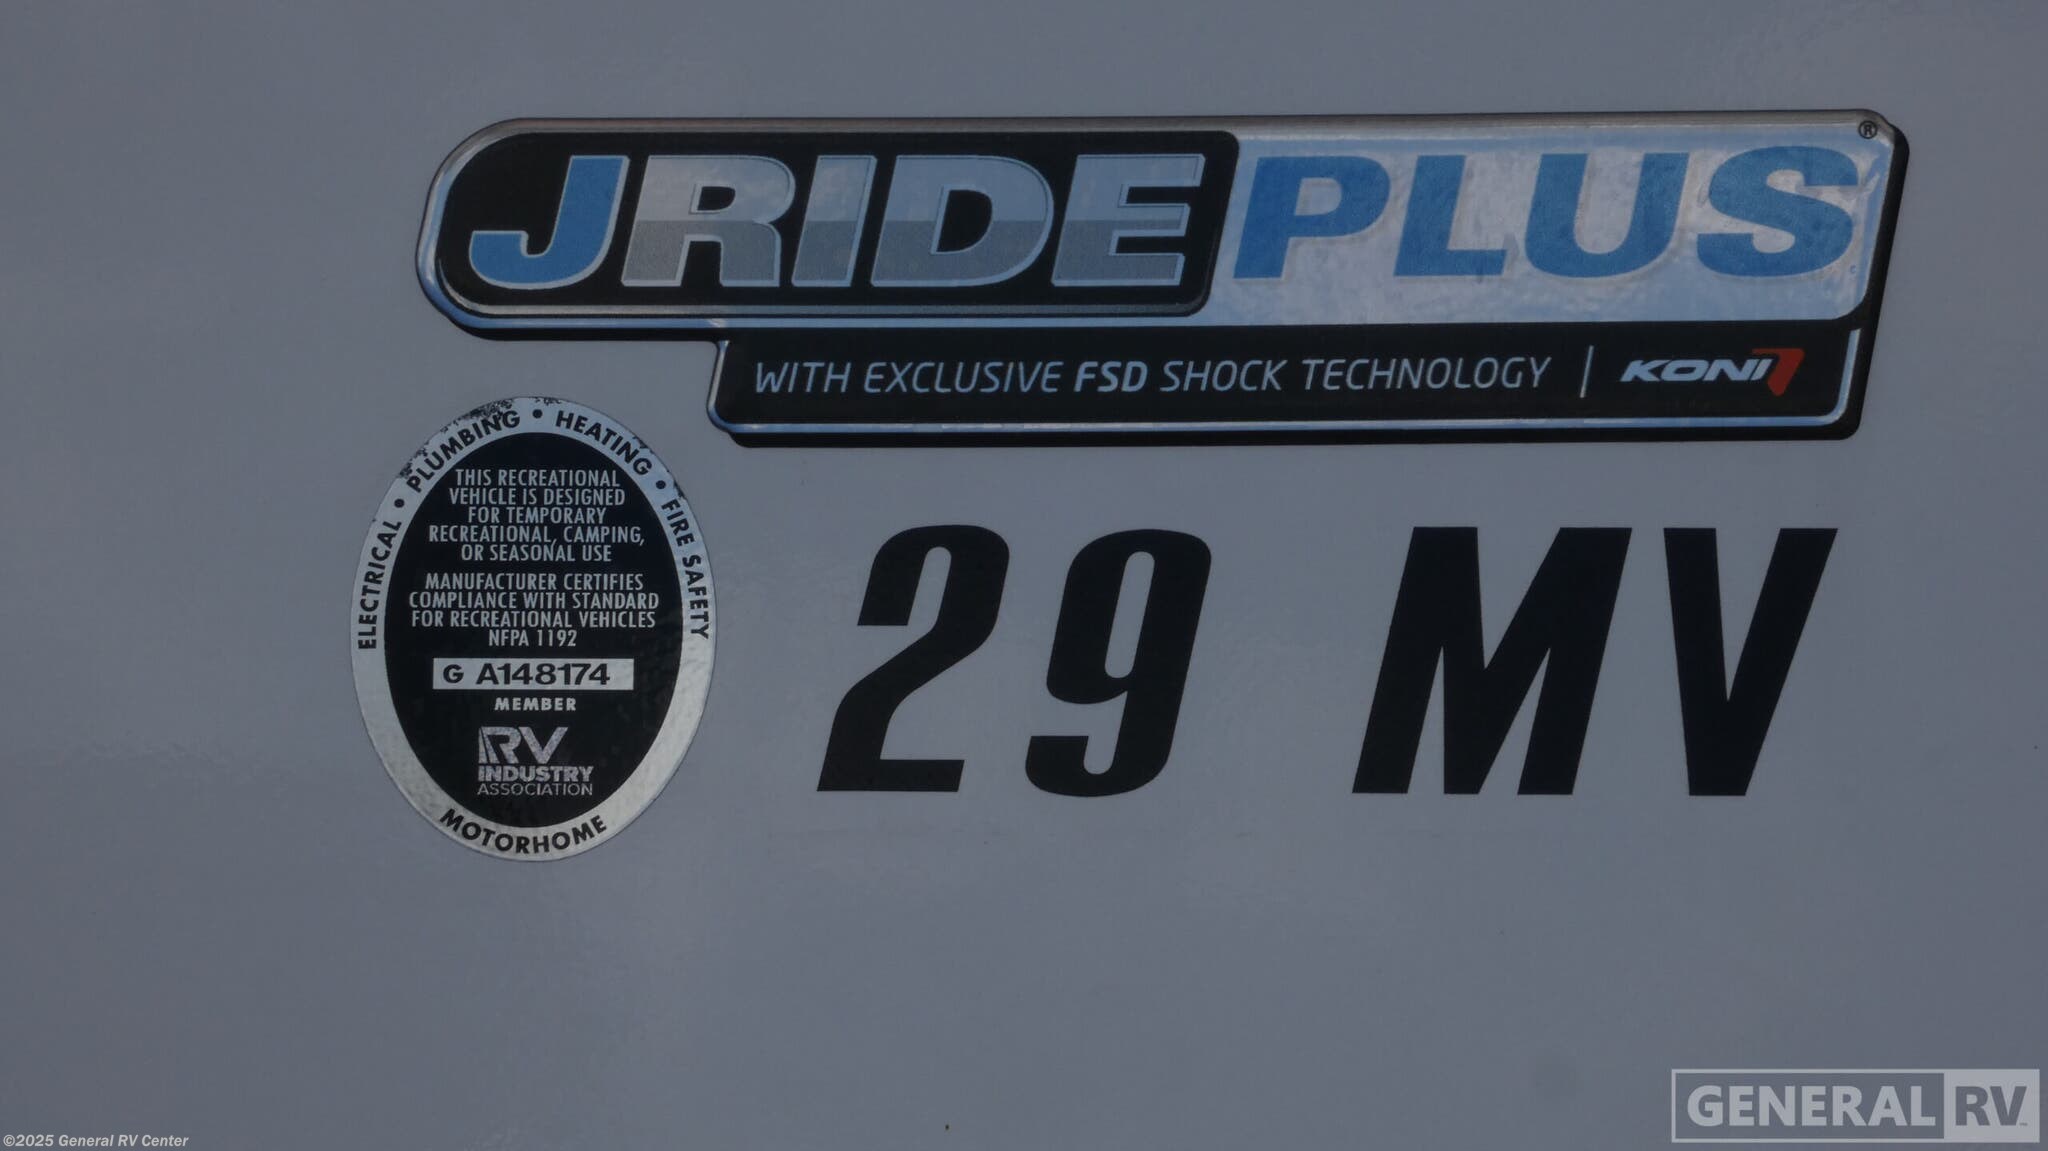 JRIDEPLUS®
WITH EXCLUSIVE FSD SHOCK TECHNOLOGY | KONI
ELECTRICAL • PLUMBING • HEATING • FIRE SAFETY
THIS RECREATIONAL
VEHICLE IS DESIGNED
FOR TEMPORARY
RECREATIONAL, CAMPING,
OR SEASONAL USE
MANUFACTURER CERTIFIES
COMPLIANCE WITH STANDARD
FOR RECREATIONAL VEHICLES
NFPA 1192
G A148174
MEMBER
RV
INDUSTRY
ASSOCIATION
MOTORHOME
29 MV
GENERAL RV™
©2025 General RV Center